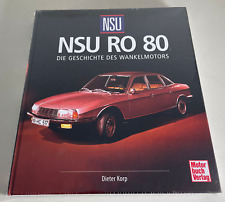 NSU
NSU RO 80
DIE GESCHICHTE DES WANKELMOTORS
Dieter Korp
Motor
buch
Verlag